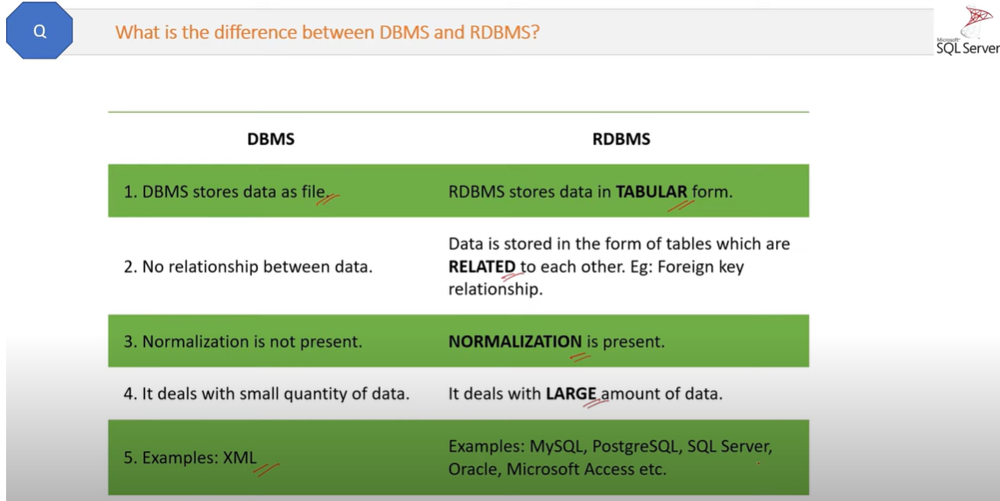 Q
What is the difference between DBMS and RDBMS?
Microsoft
SQL Server
DBMS
RDBMS
1. DBMS stores data as file.
RDBMS stores data in TABULAR form.
2. No relationship between data.
Data is stored in the form of tables which are
RELATED to each other. Eg: Foreign key
relationship.
3. Normalization is not present.
NORMALIZATION is present.
4. It deals with small quantity of data.
It deals with LARGE amount of data.
5. Examples: XML
Examples: MySQL, PostgreSQL, SQL Server,
Oracle, Microsoft Access etc.